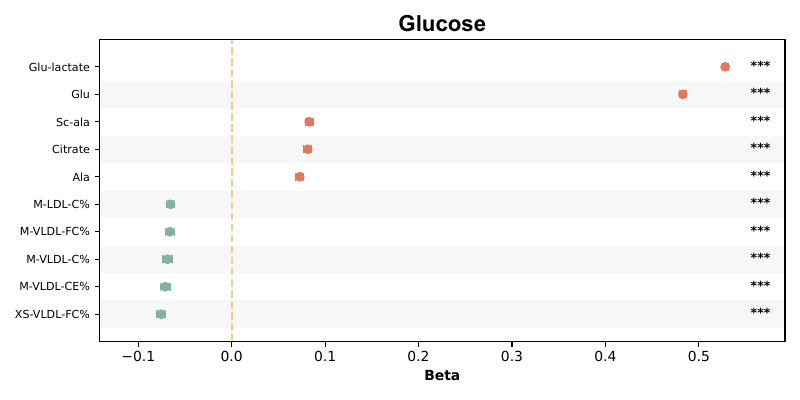 Glucose
Glu-lactate ***
Glu ***
Sc-ala ***
Citrate ***
Ala ***
M-LDL-C% ***
M-VLDL-FC% ***
M-VLDL-C% ***
M-VLDL-CE% ***
XS-VLDL-FC% ***
−0.1 0.0 0.1 0.2 0.3 0.4 0.5
Beta